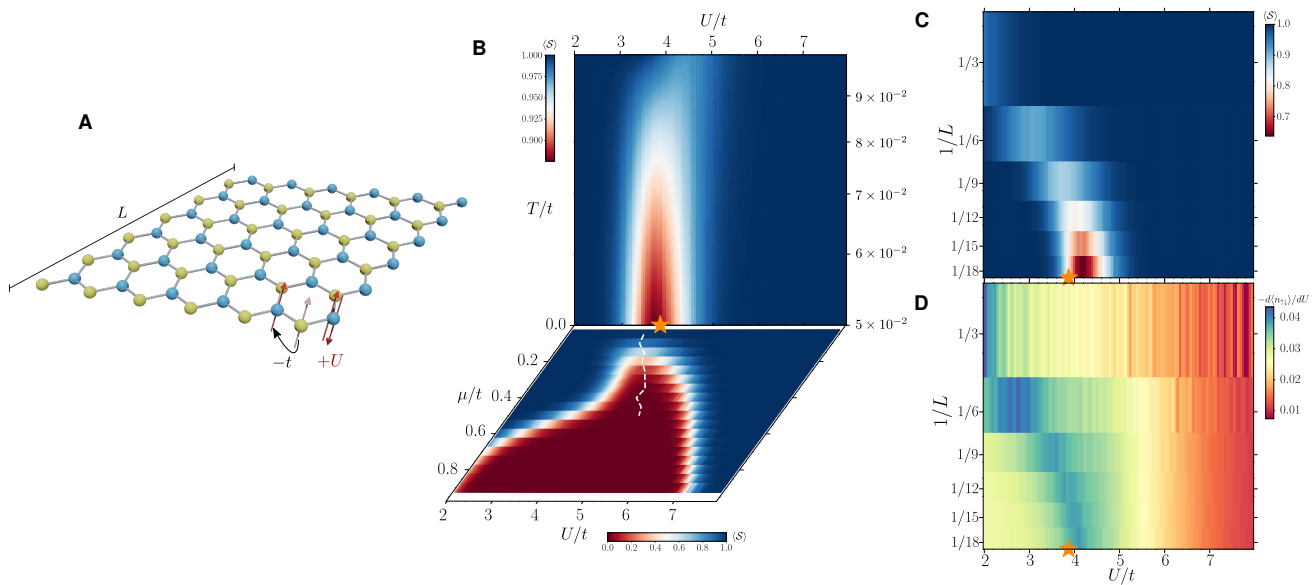 A
L
−t
+U
B
U/t
2 3 4 5 6 7
⟨S⟩
1.000
0.975
0.950
0.925
0.900
T/t
9 × 10⁻²
8 × 10⁻²
7 × 10⁻²
6 × 10⁻²
5 × 10⁻²
0.0
0.2
0.4
0.6
0.8
μ/t
2 3 4 5 6 7
U/t
0.0 0.2 0.4 0.6 0.8 1.0
⟨S⟩
C
1/L
1/3
1/6
1/9
1/12
1/15
1/18
⟨S⟩
1.0
0.9
0.8
0.7
D
1/L
1/3
1/6
1/9
1/12
1/15
1/18
2 3 4 5 6 7
U/t
−d⟨n↑↓⟩/dU
0.04
0.03
0.02
0.01